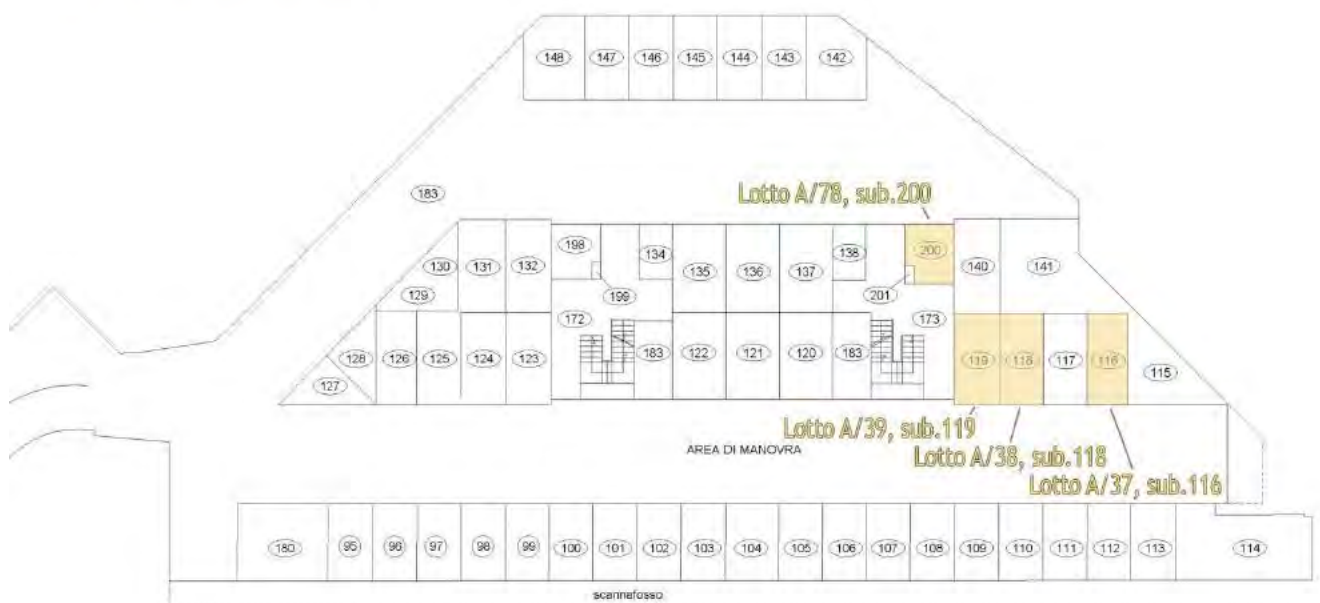 148 147 146 145 144 143 142
183
Lotto A/78, sub.200
130 131 132 198 134 135 136 137 138 200 140 141
129 199 201
172 173
128 126 125 124 123 183 122 121 120 183 119 118 117 116 115
127
Lotto A/39, sub.119
AREA DI MANOVRA
Lotto A/38, sub.118
Lotto A/37, sub.116
180 95 96 97 98 99 100 101 102 103 104 105 106 107 108 109 110 111 112 113 114
scannafosso